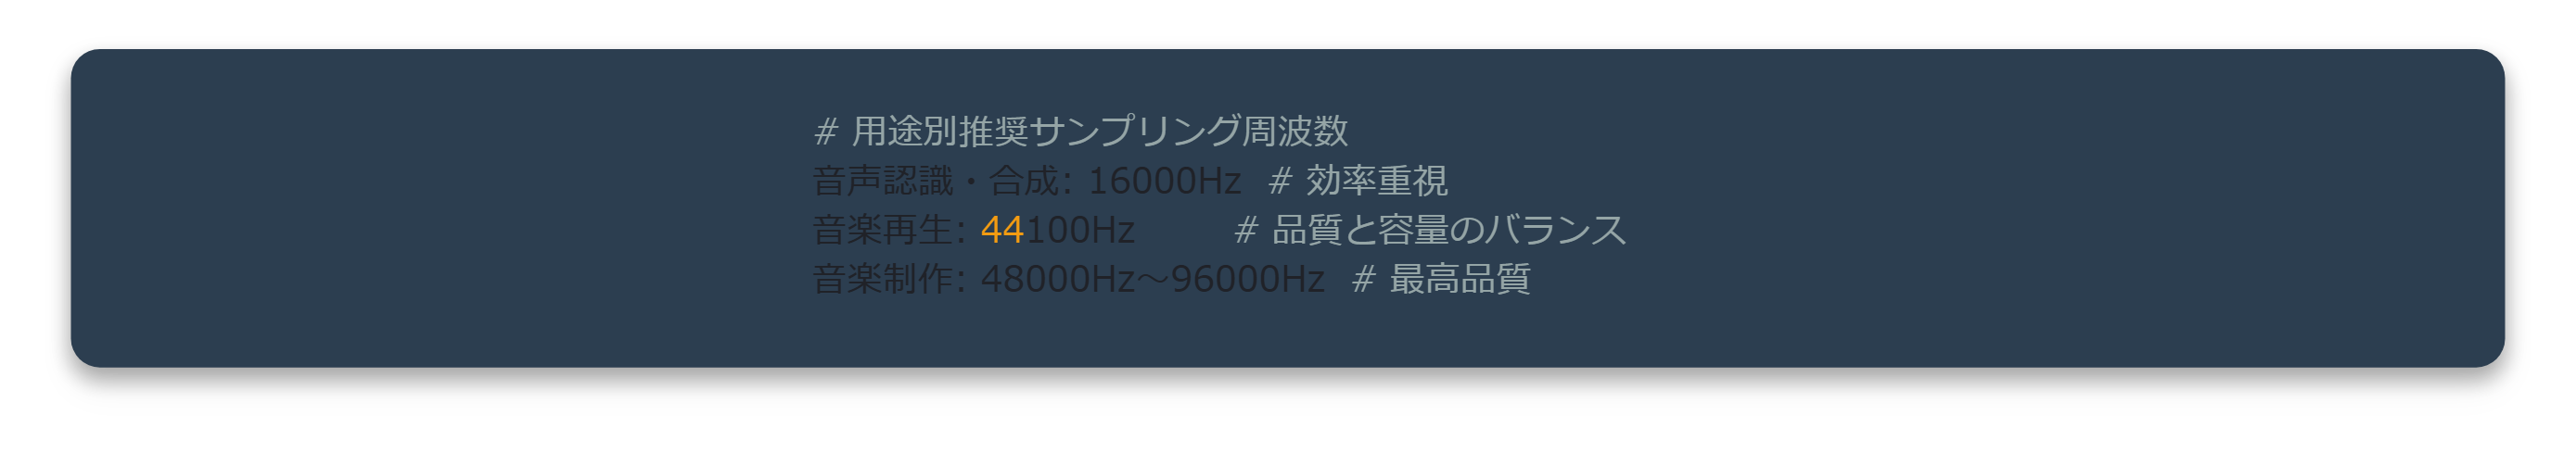 # 用途別推奨サンプリング周波数
音声認識・合成: 16000Hz  # 効率重視
音楽再生: 44100Hz       # 品質と容量のバランス
音楽制作: 48000Hz～96000Hz  # 最高品質